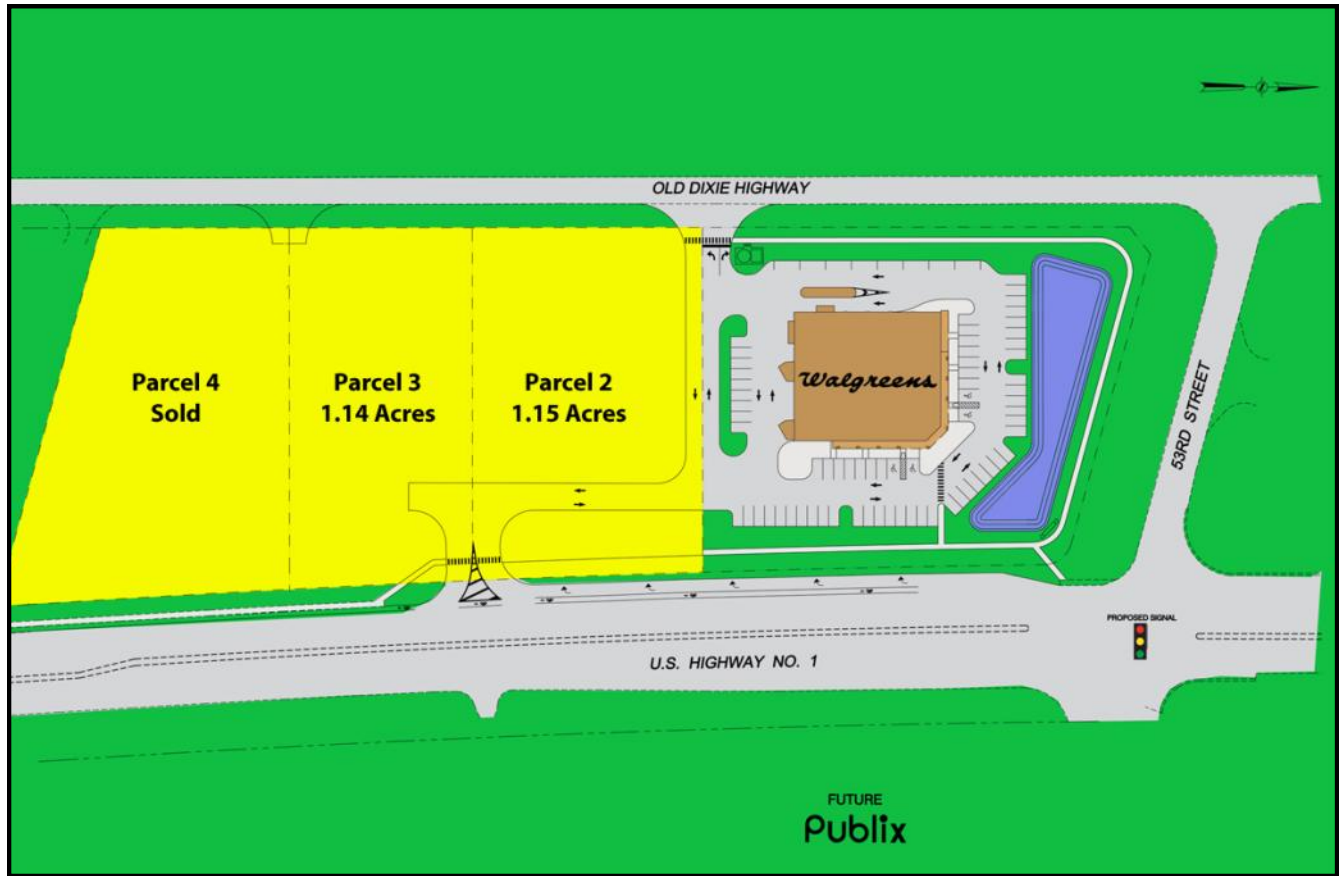 OLD DIXIE HIGHWAY
Parcel 4
Sold
Parcel 3
1.14 Acres
Parcel 2
1.15 Acres
Walgreens
53RD STREET
PROPOSED SIGNAL
U.S. HIGHWAY NO. 1
FUTURE
Publix